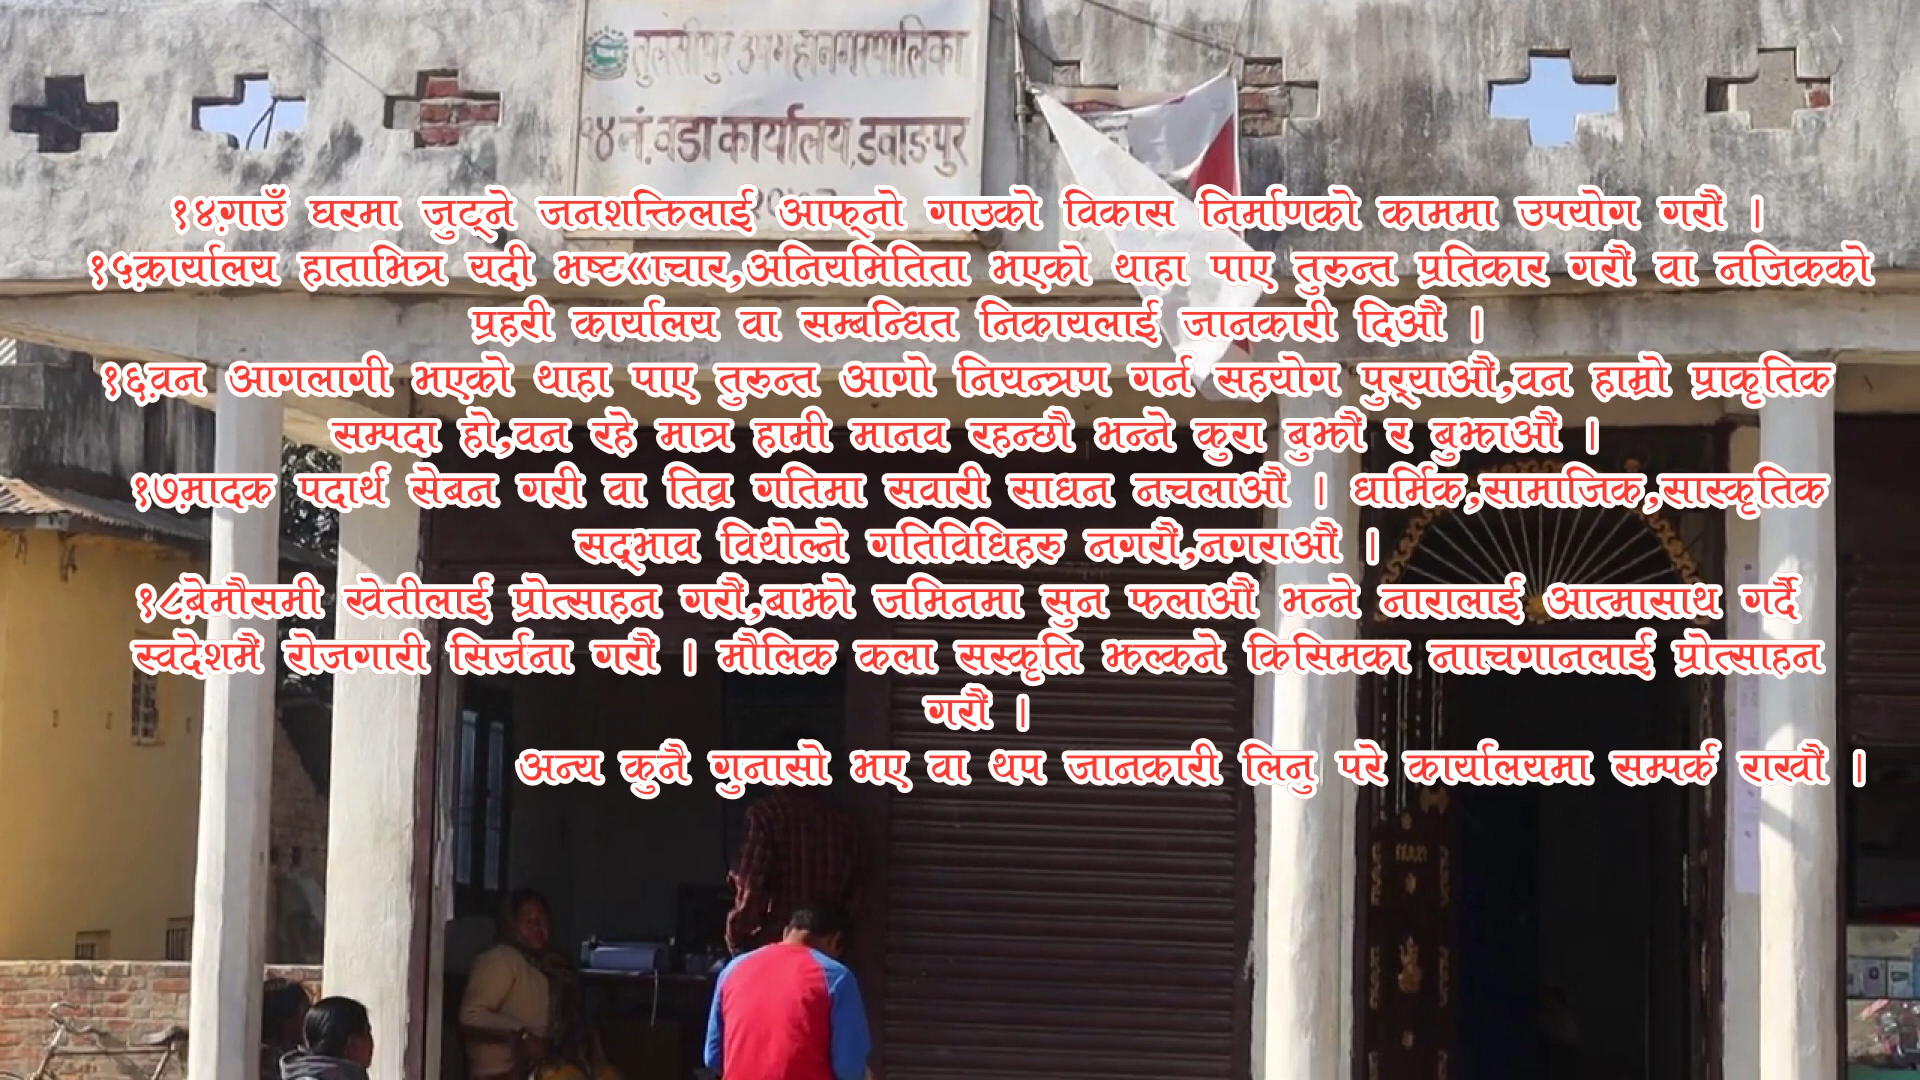 तुलसीपुर उपमहानगरपालिका
१४ नं. वडा कार्यालय, डवाङपुर
१४.गाउँ घरमा जुट्ने जनशक्तिलाई आफ्नो गाउको विकास निर्माणको काममा उपयोग गरौं ।
१५.कार्यालय हाताभित्र यदी भष्ट«ाचार,अनियमितिता भएको थाहा पाए तुरुन्त प्रतिकार गरौं वा नजिकको
प्रहरी कार्यालय वा सम्बन्धित निकायलाई जानकारी दिऔं ।
१६.वन आगलागी भएको थाहा पाए तुरुन्त आगो नियन्त्रण गर्न सहयोग पुर्‍याऔं,वन हाम्रो प्राकृतिक
सम्पदा हो,वन रहे मात्र हामी मानव रहन्छौ भन्ने कुरा बुझौं र बुझाऔं ।
१७.मादक पदार्थ सेबन गरी वा तिव्र गतिमा सवारी साधन नचलाऔं । धार्मिक,सामाजिक,सास्कृतिक
सद्भाव विथोल्ने गतिविधिहरु नगरौं,नगराऔं ।
१८.बेमौसमी खेतीलाई प्रोत्साहन गरौं,बाझो जमिनमा सुन फलाऔं भन्ने नारालाई आत्मासाथ गर्दै
स्वदेशमैं रोजगारी सिर्जना गरौं । मौलिक कला सस्कृति झल्कने किसिमका नााचगानलाई प्रोत्साहन
गरौं ।
अन्य कुनै गुनासो भए वा थप जानकारी लिनु परे कार्यालयमा सम्पर्क राखौं ।